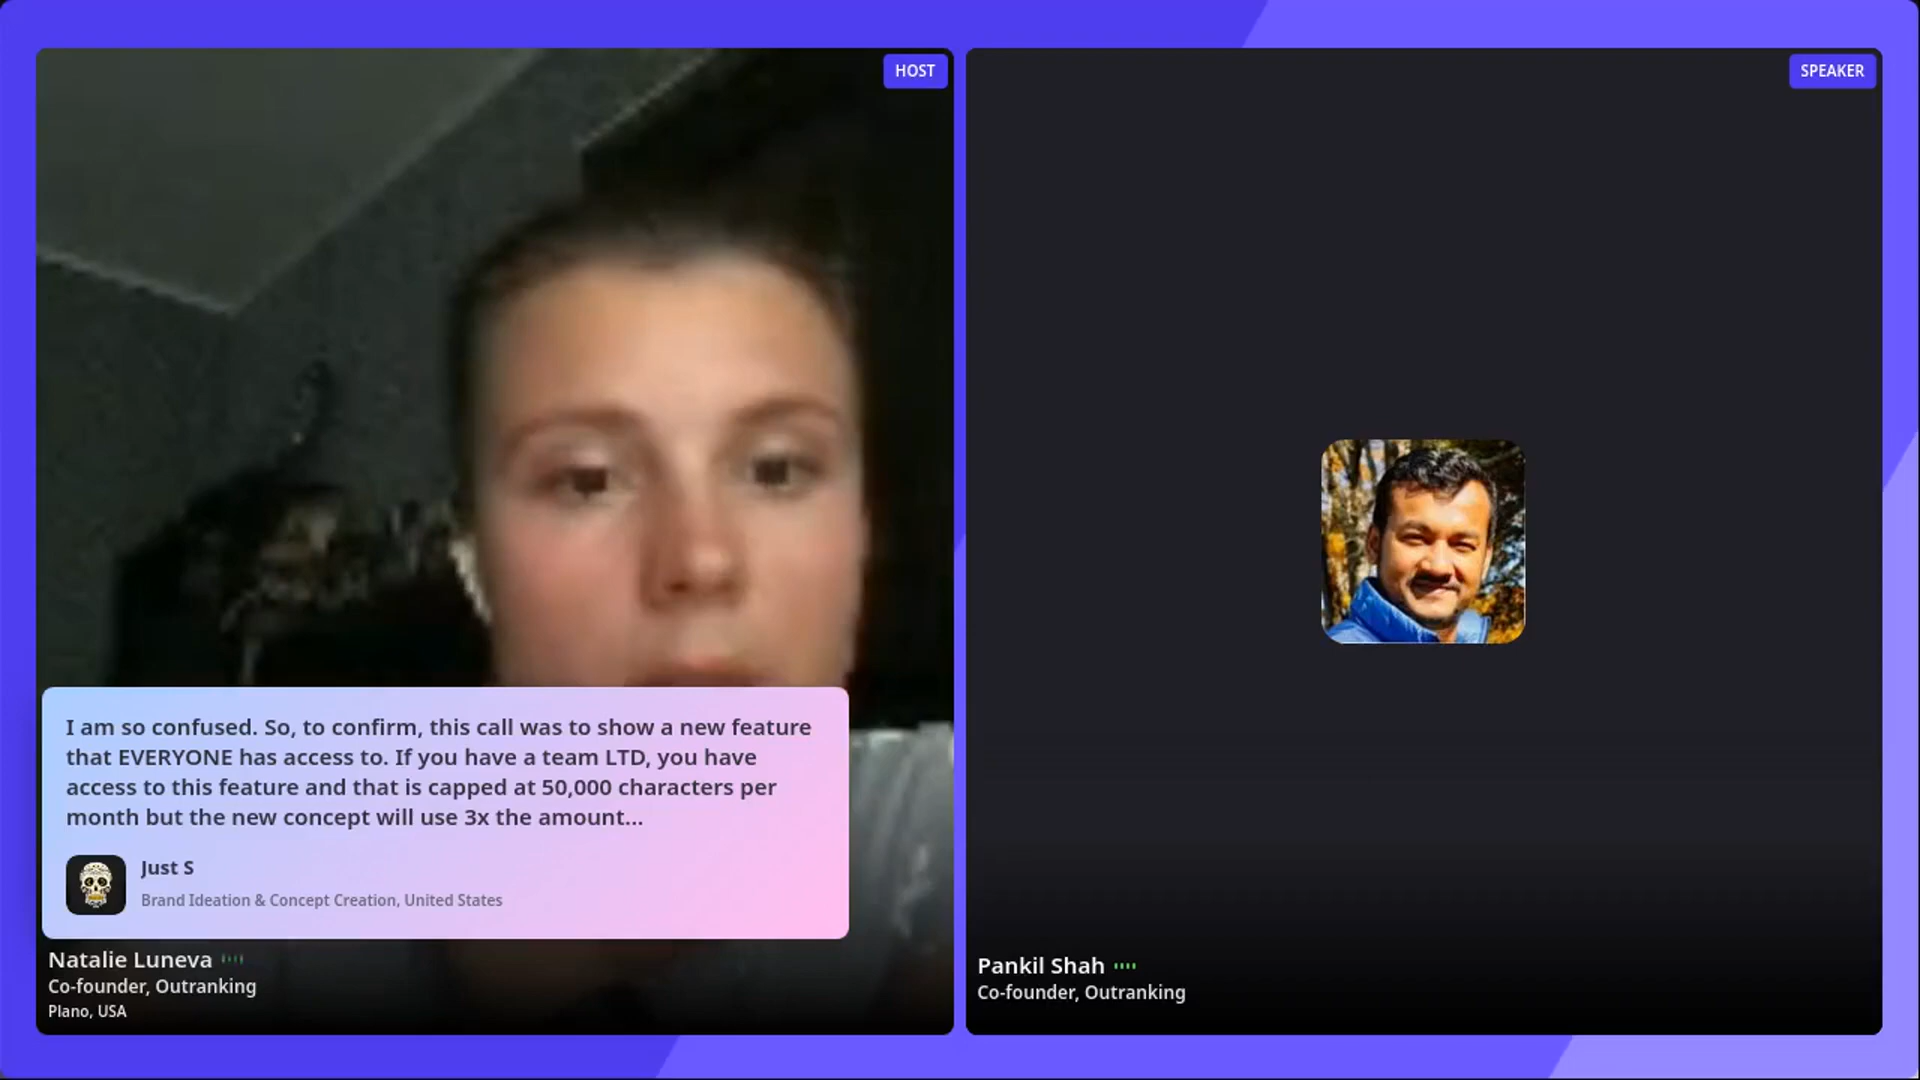 HOST
SPEAKER
I am so confused. So, to confirm, this call was to show a new feature
that EVERYONE has access to. If you have a team LTD, you have
access to this feature and that is capped at 50,000 characters per
month but the new concept will use 3x the amount...
Just S
Brand Ideation & Concept Creation, United States
Natalie Luneva
Co-founder, Outranking
Plano, USA
Pankil Shah
Co-founder, Outranking